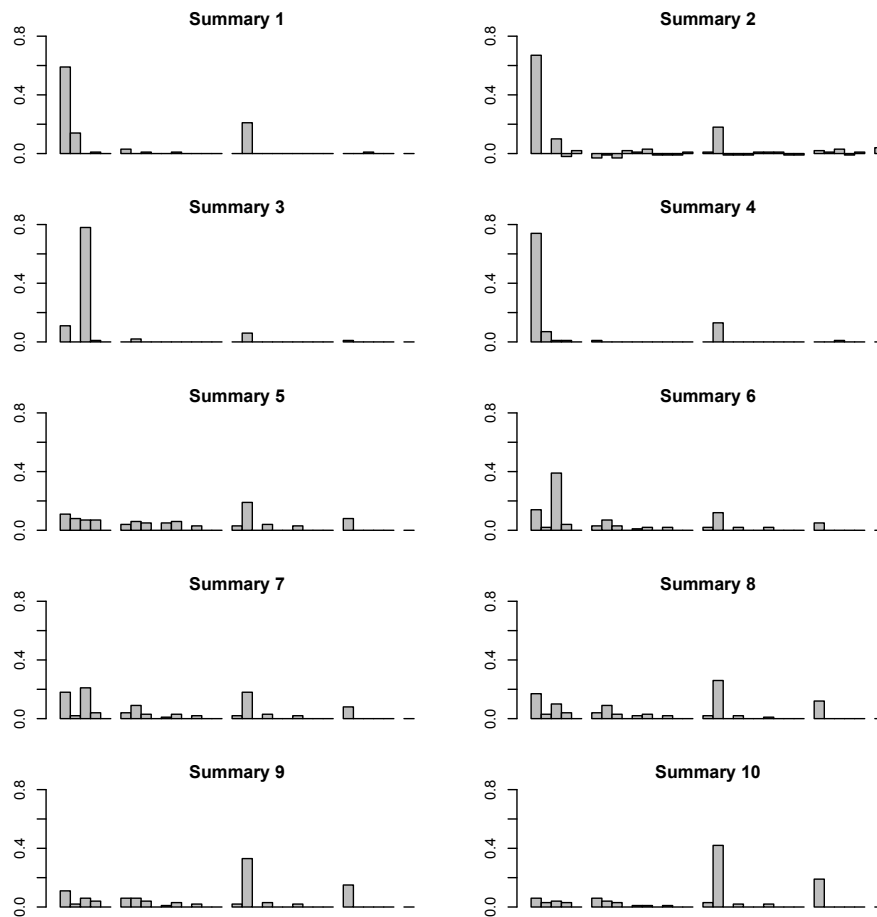 Summary 1
0.0 0.4 0.8
Summary 2
0.0 0.4 0.8
Summary 3
0.0 0.4 0.8
Summary 4
0.0 0.4 0.8
Summary 5
0.0 0.4 0.8
Summary 6
0.0 0.4 0.8
Summary 7
0.0 0.4 0.8
Summary 8
0.0 0.4 0.8
Summary 9
0.0 0.4 0.8
Summary 10
0.0 0.4 0.8